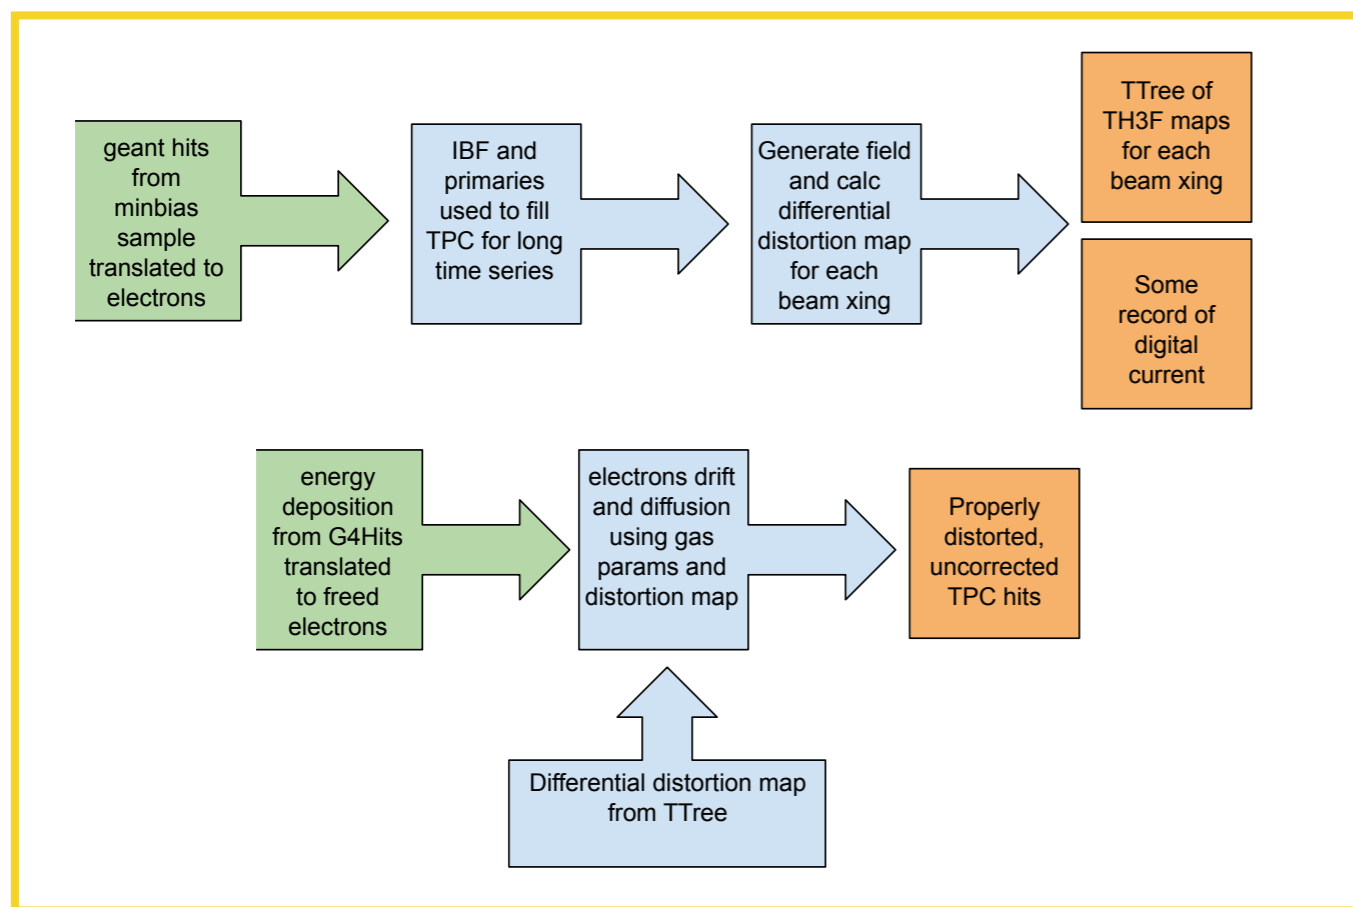 geant hits
from
minbias
sample
translated to
electrons
IBF and
primaries
used to fill
TPC for long
time series
Generate field
and calc
differential
distortion map
for each
beam xing
TTree of
TH3F maps
for each
beam xing
Some
record of
digital
current
energy
deposition
from G4Hits
translated
to freed
electrons
electrons drift
and diffusion
using gas
params and
distortion map
Properly
distorted,
uncorrected
TPC hits
Differential distortion map
from TTree